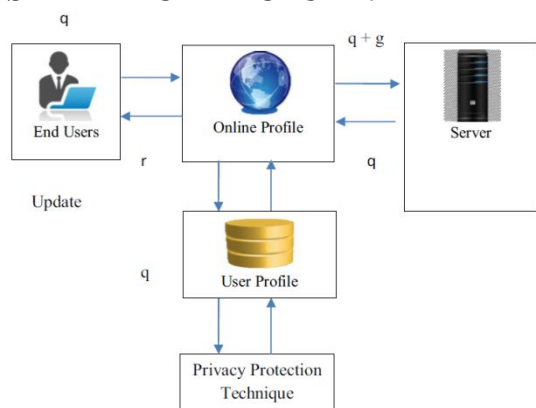 q
q + g
End Users
Online Profile
Server
r
q
Update
q
User Profile
Privacy Protection
Technique